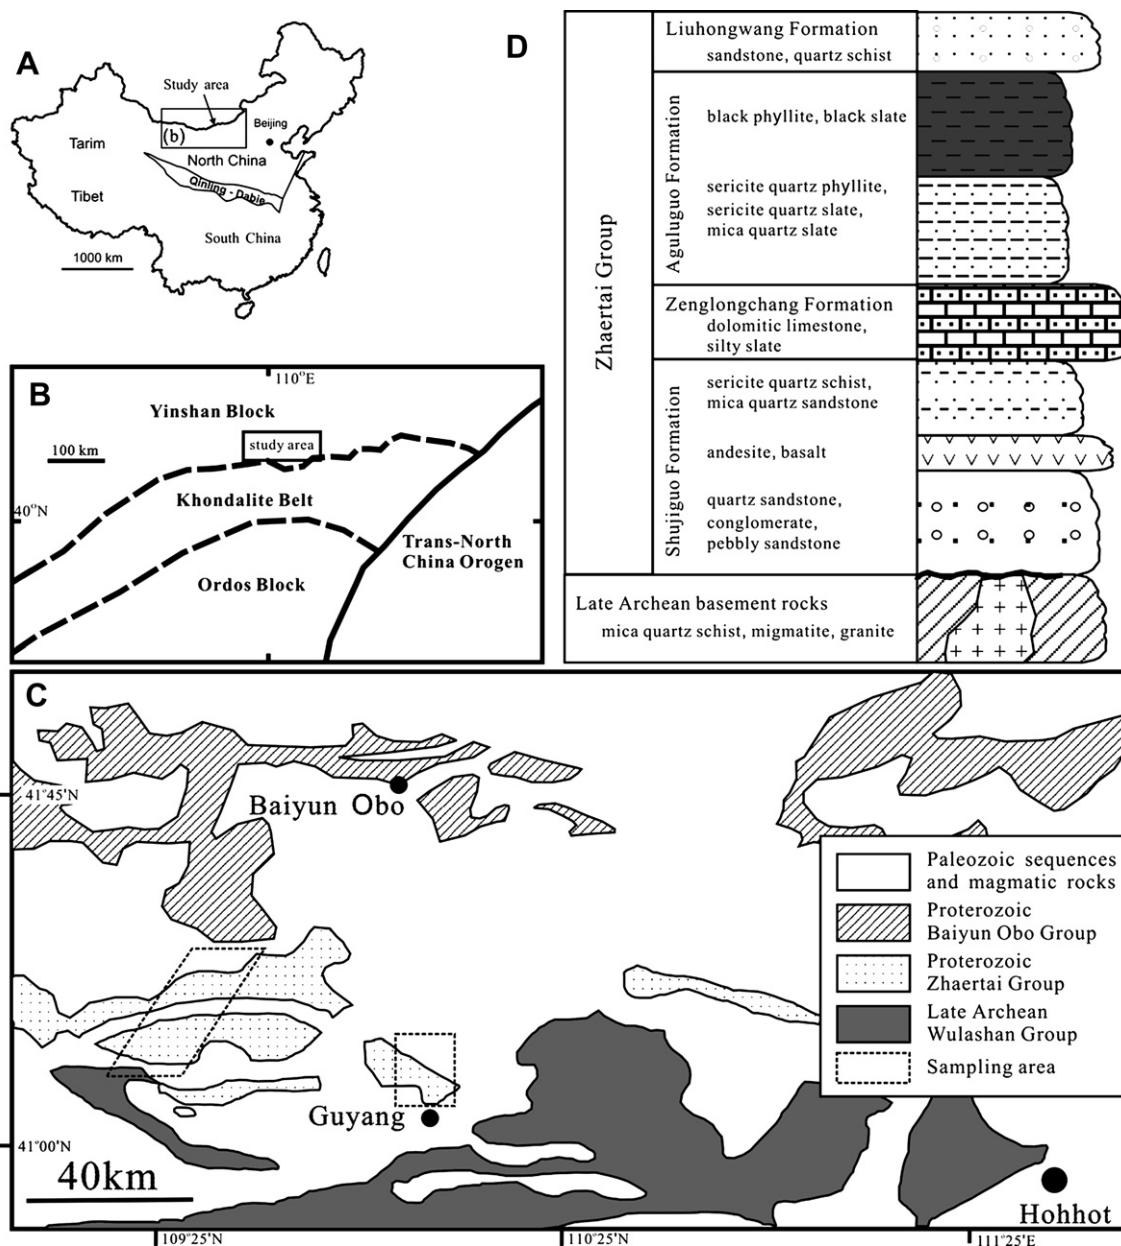 A
Study area
(b)
Beijing
Tarim
North China
Qinling - Dabie
Tibet
South China
1000 km
B
110°E
Yinshan Block
study area
100 km
Khondalite Belt
40°N
Trans-North
China Orogen
Ordos Block
D
Zhaertai Group
Liuhongwang Formation
sandstone, quartz schist
Aguluguo Formation
black phyllite, black slate
sericite quartz phyllite,
sericite quartz slate,
mica quartz slate
Zenglongchang Formation
dolomitic limestone,
silty slate
Shujiguo Formation
sericite quartz schist,
mica quartz sandstone
andesite, basalt
quartz sandstone,
conglomerate,
pebbly sandstone
Late Archean basement rocks
mica quartz schist, migmatite, granite
C
41°45'N
Baiyun Obo
Guyang
41°00'N
40km
Hohhot
109°25'N
110°25'N
111°25'E
Paleozoic sequences
and magmatic rocks
Proterozoic
Baiyun Obo Group
Proterozoic
Zhaertai Group
Late Archean
Wulashan Group
Sampling area